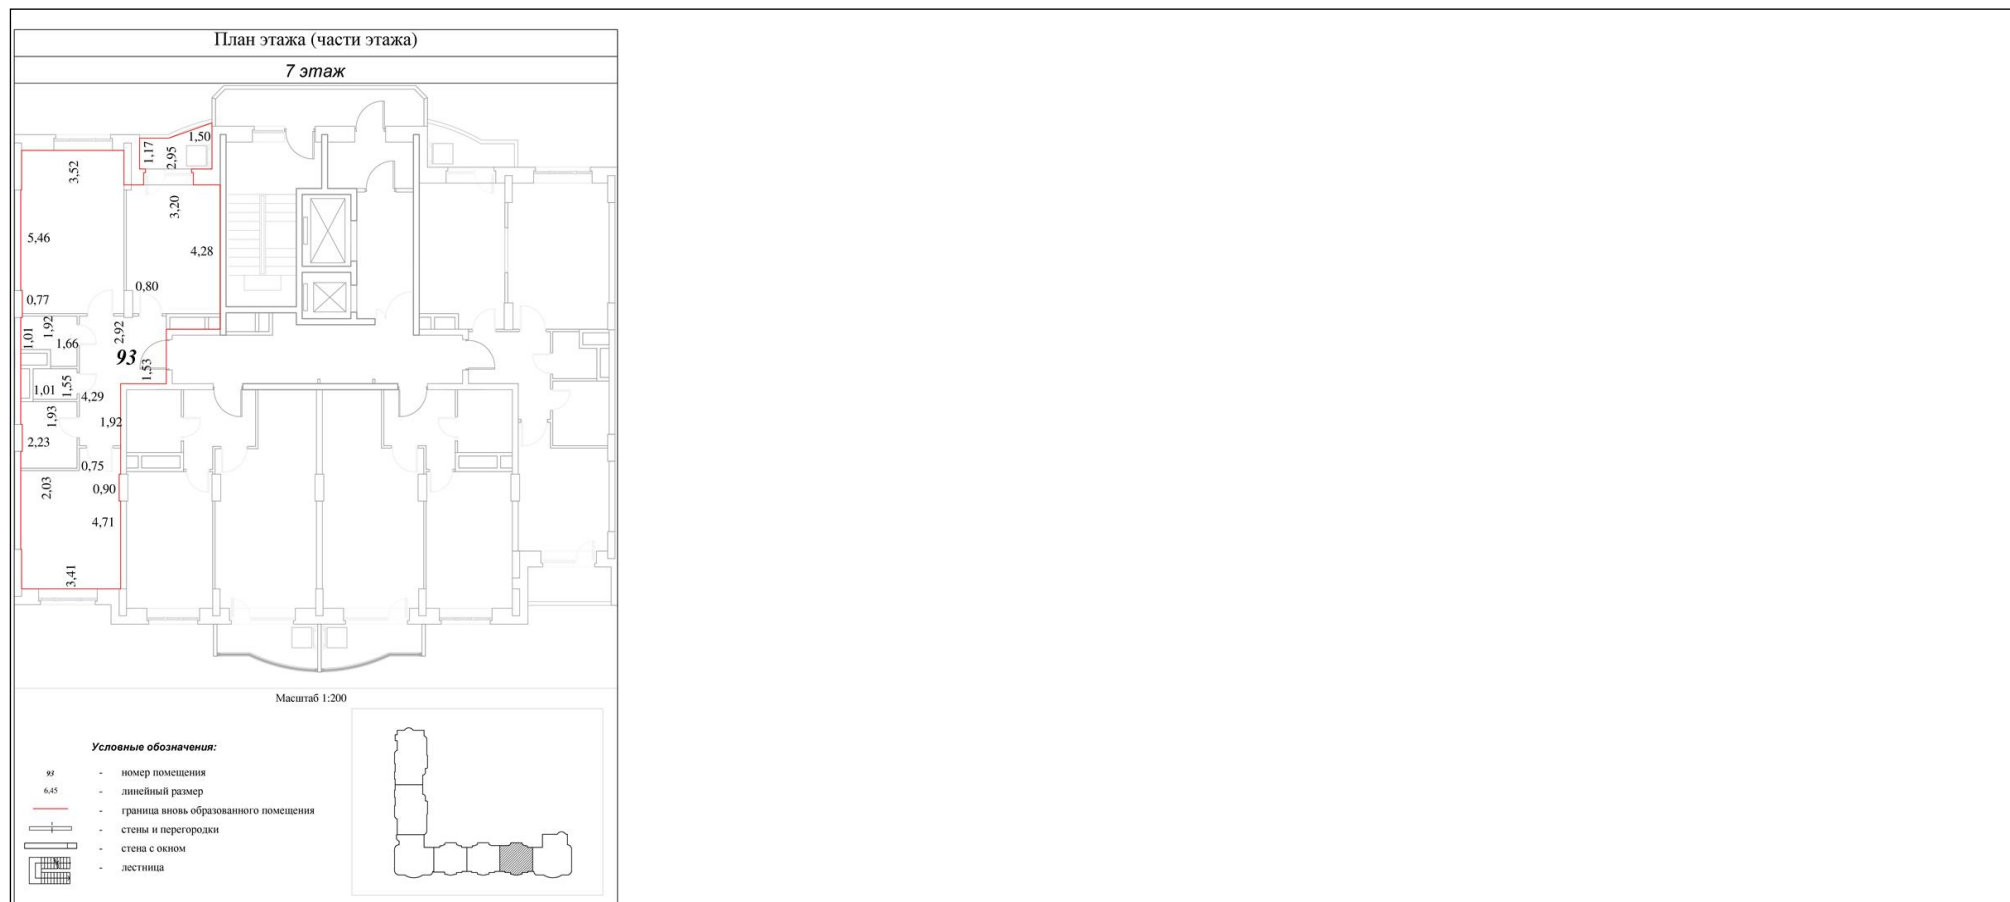 План этажа (части этажа)
7 этаж
1,50
1,17
2,95
3,52
3,20
5,46
4,28
0,80
0,77
1,01
1,92
2,92
1,66
93
1,53
1,01
1,55
4,29
1,93
1,92
2,23
0,75
2,03
0,90
4,71
3,41
Масштаб 1:200
Условные обозначения:
93 - номер помещения
6,45 - линейный размер
- граница вновь образованного помещения
- стены и перегородки
- стена с окном
- лестница